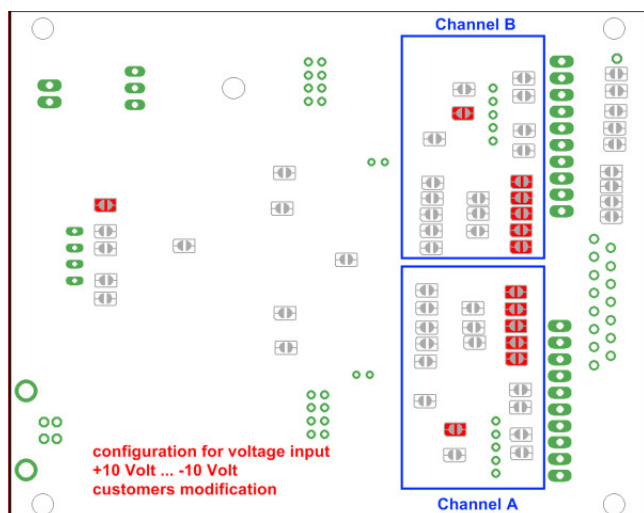 Channel B
configuration for voltage input
+10 Volt ... -10 Volt
customers modification
Channel A